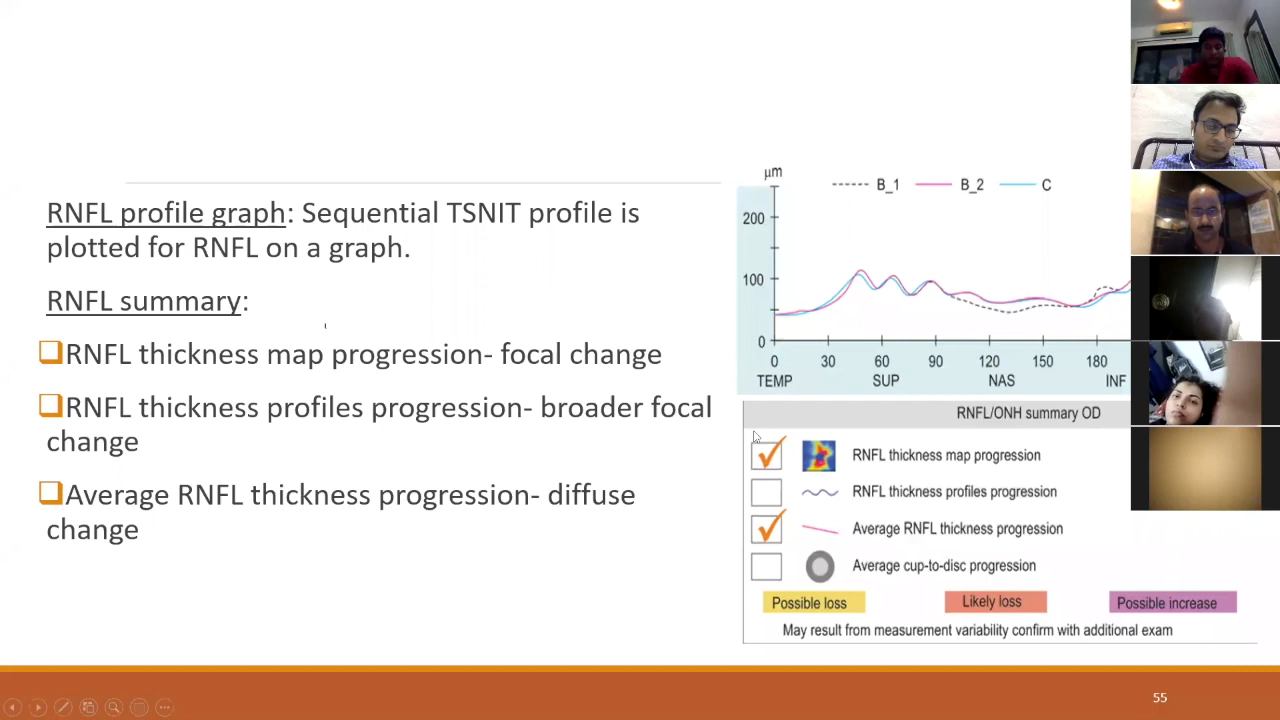 RNFL profile graph: Sequential TSNIT profile is
plotted for RNFL on a graph.
RNFL summary:
RNFL thickness map progression- focal change
RNFL thickness profiles progression- broader focal
change
Average RNFL thickness progression- diffuse
change
μm
B_1 B_2 C
200
100
0
0 30 60 90 120 150 180
TEMP SUP NAS INF
RNFL/ONH summary OD
RNFL thickness map progression
RNFL thickness profiles progression
Average RNFL thickness progression
Average cup-to-disc progression
Possible loss Likely loss Possible increase
May result from measurement variability confirm with additional exam
55